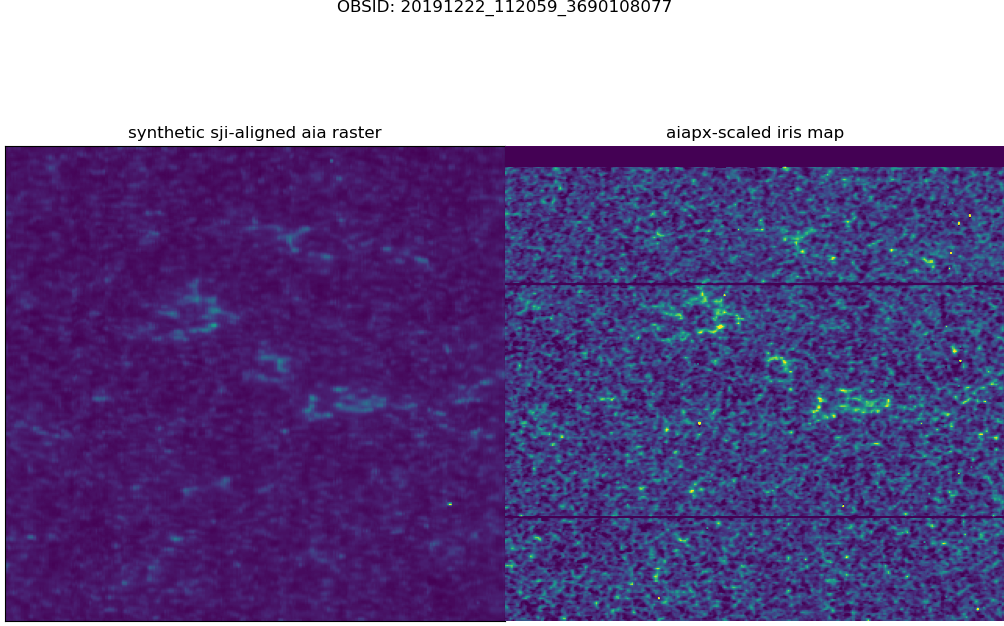 OBSID: 20191222_112059_3690108077
synthetic sji-aligned aia raster
aiapx-scaled iris map